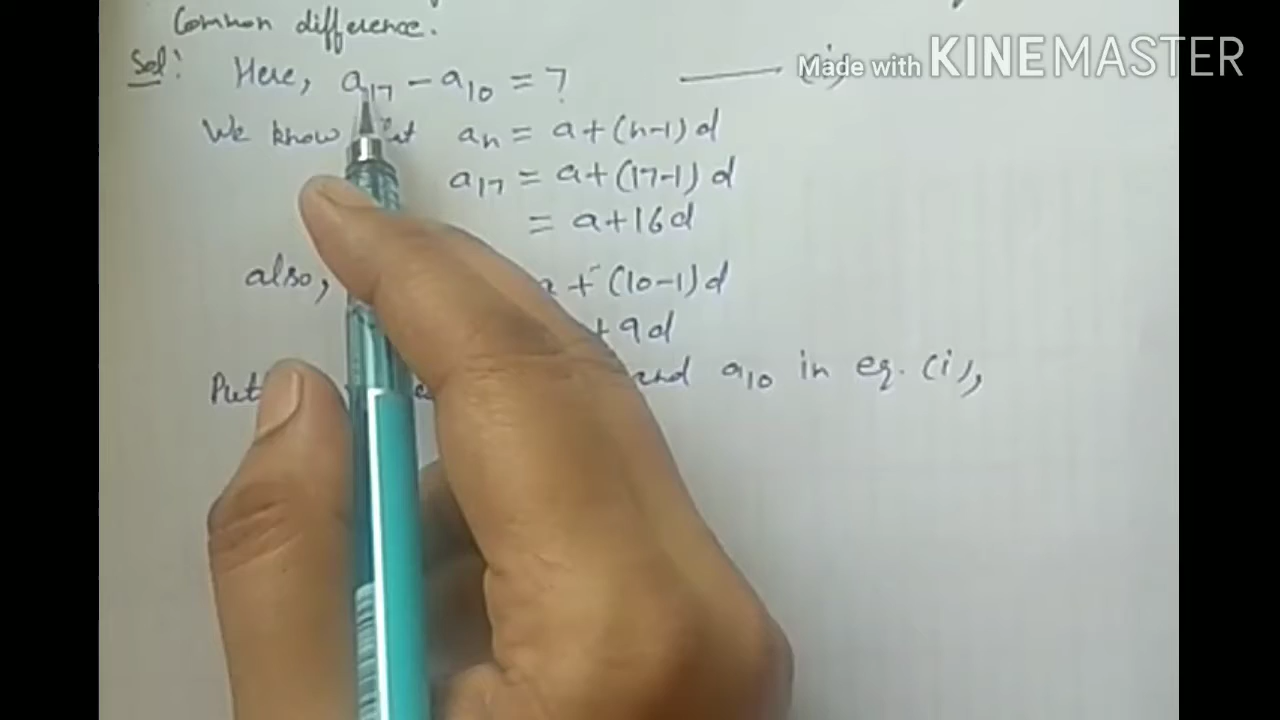 Common difference.
Sol: Here, a17 - a10 = 7 —— (i)
We know an = a+(n-1)d
a17 = a+(17-1)d
= a+16d
also, + (10-1)d
+9d
Put and a10 in eq. (i),
Made with KINEMASTER